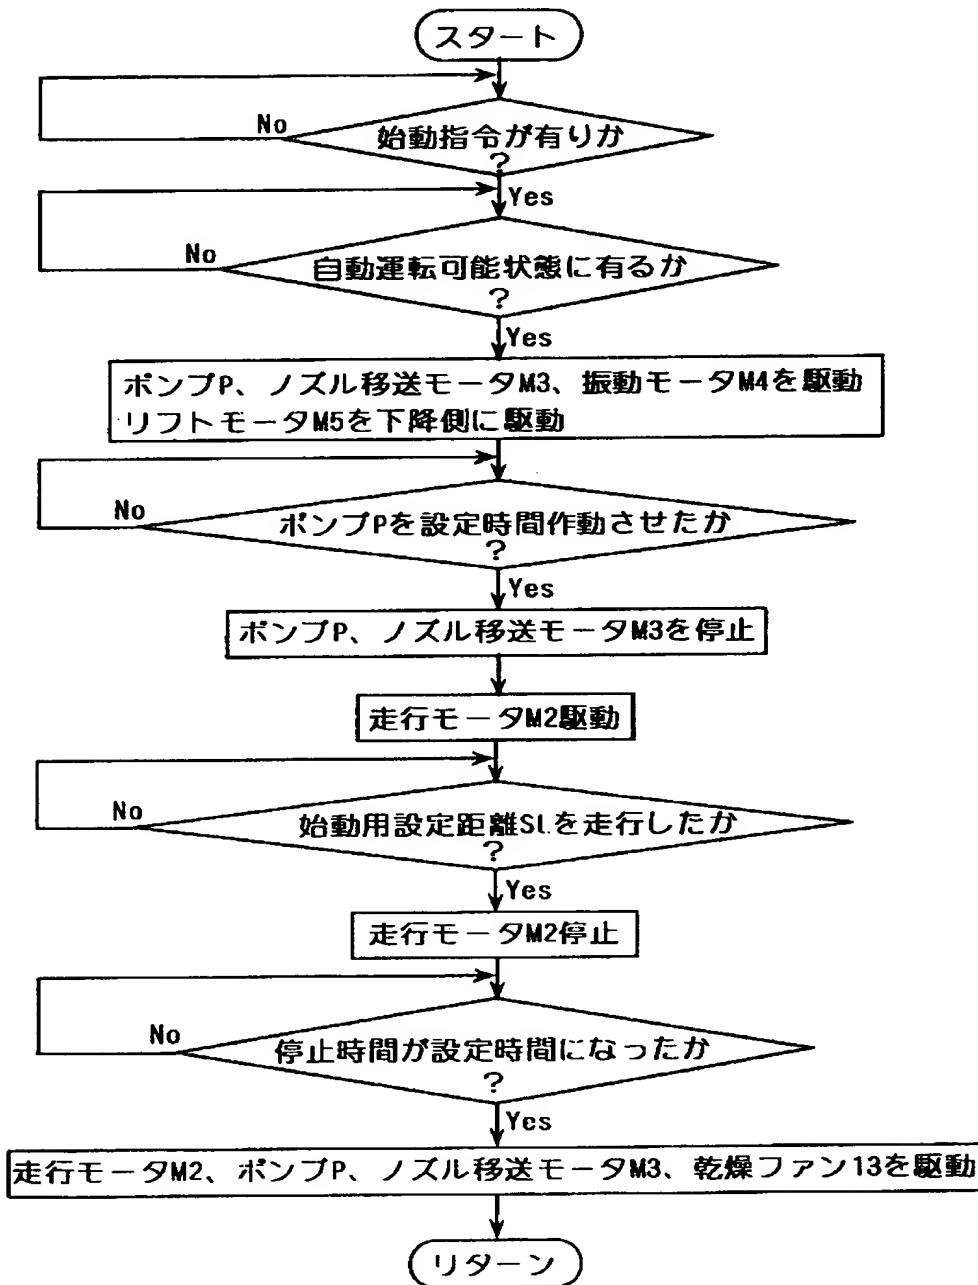 スタート
始動指令が有りか
?
No
Yes
自動運転可能状態に有るか
?
No
Yes
ポンプP、ノズル移送モータM3、振動モータM4を駆動
リフトモータM5を下降側に駆動
ポンプPを設定時間作動させたか
?
No
Yes
ポンプP、ノズル移送モータM3を停止
走行モータM2駆動
始動用設定距離SLを走行したか
?
No
Yes
走行モータM2停止
停止時間が設定時間になったか
?
No
Yes
走行モータM2、ポンプP、ノズル移送モータM3、乾燥ファン13を駆動
リターン